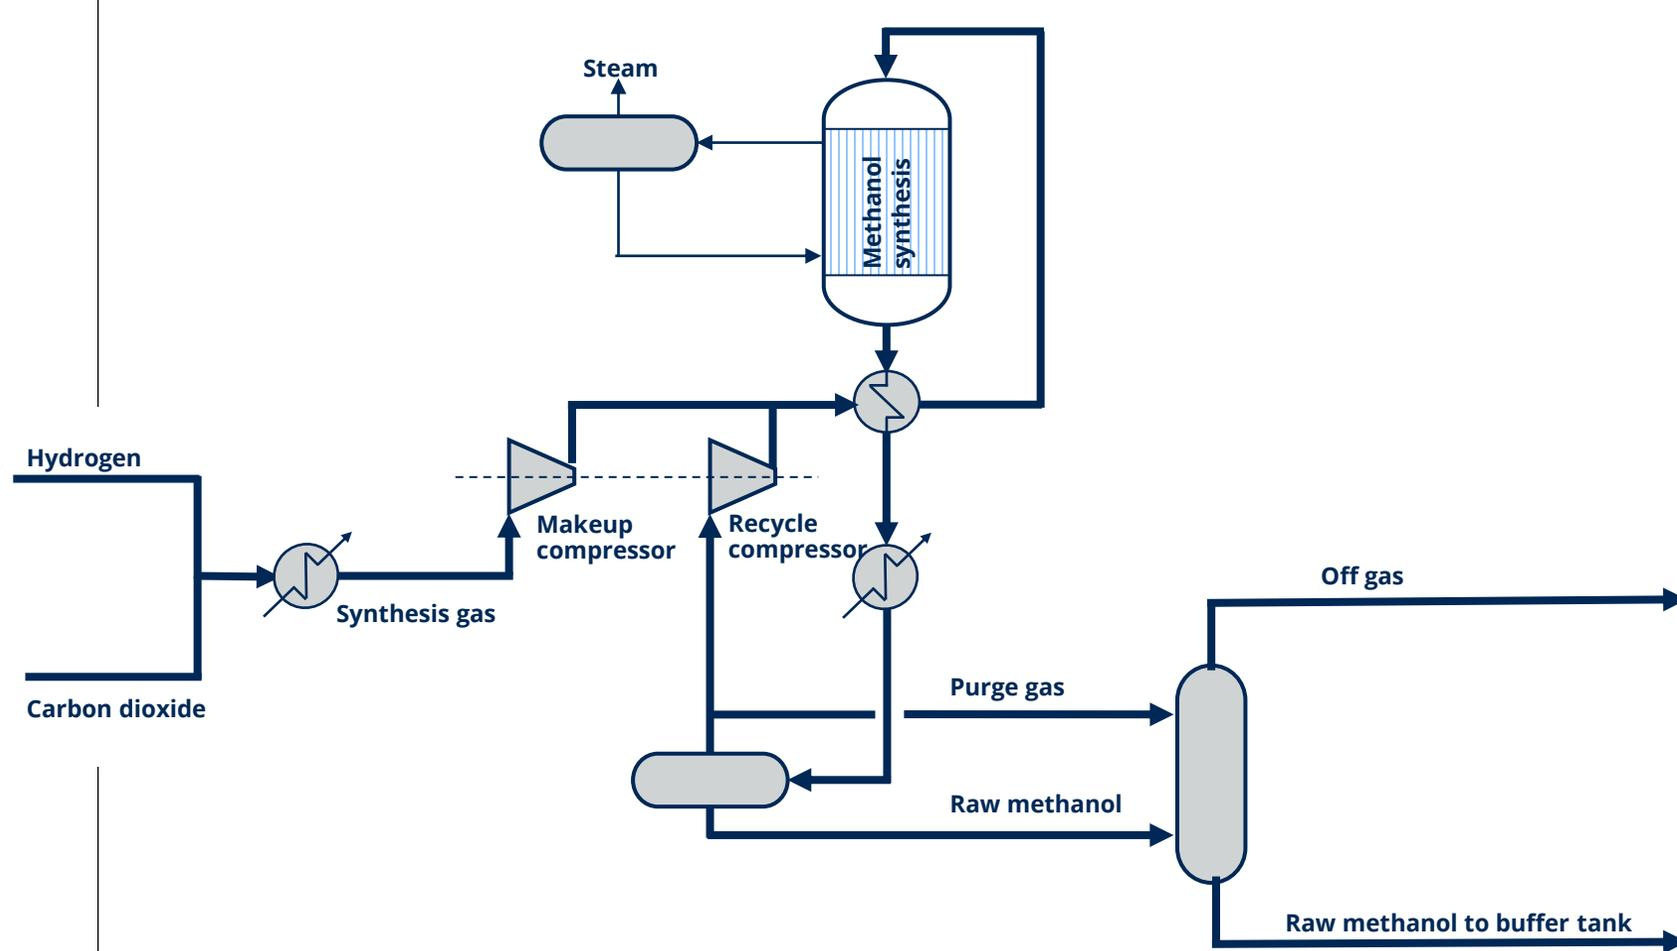 Steam
Methanol
synthesis
Hydrogen
Makeup
compressor
Recycle
compressor
Synthesis gas
Off gas
Purge gas
Carbon dioxide
Raw methanol
Raw methanol to buffer tank